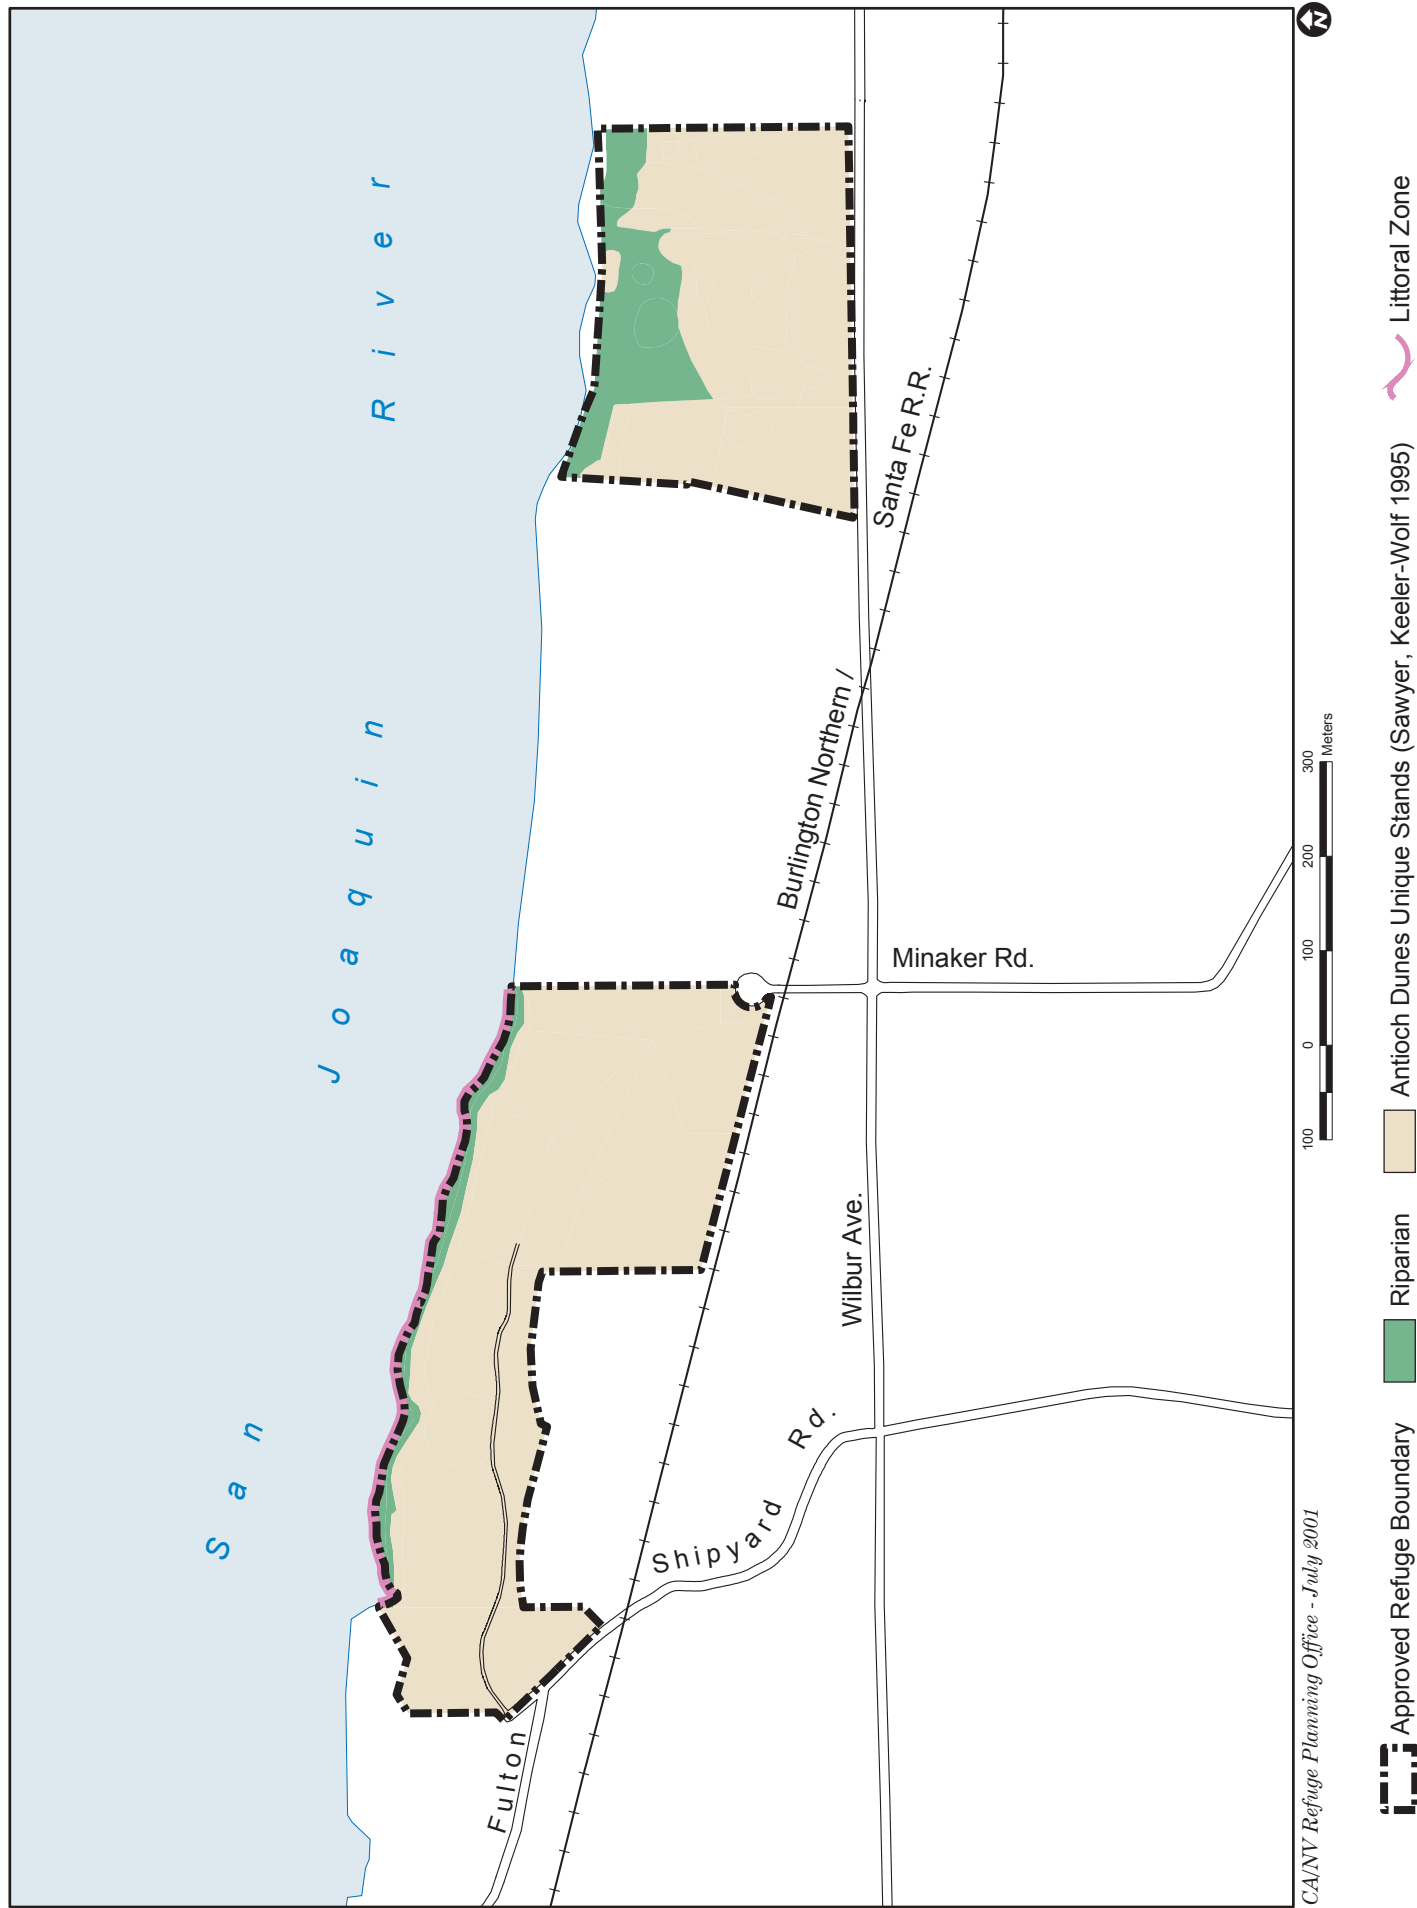 San Joaquin River
Burlington Northern /
Santa Fe R.R.
Minaker Rd.
Wilbur Ave.
Shipyard Rd.
Fulton
N
CA/NV Refuge Planning Office - July 2001
100 0 100 200 300
Meters
Approved Refuge Boundary
Riparian
Antioch Dunes Unique Stands (Sawyer, Keeler-Wolf 1995)
Littoral Zone